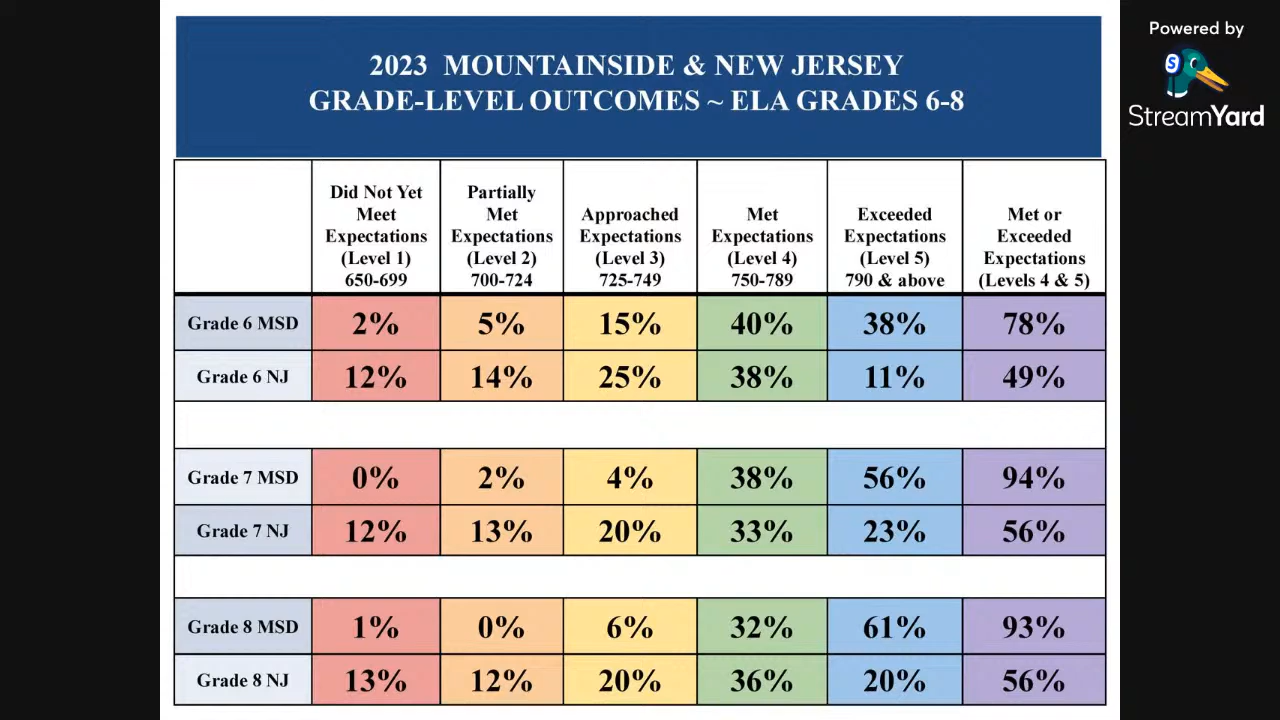 2023 MOUNTAINSIDE & NEW JERSEY
GRADE-LEVEL OUTCOMES ~ ELA GRADES 6-8
Powered by
S
StreamYard
Did Not Yet
Meet
Expectations
(Level 1)
650-699
Partially
Met
Expectations
(Level 2)
700-724
Approached
Expectations
(Level 3)
725-749
Met
Expectations
(Level 4)
750-789
Exceeded
Expectations
(Level 5)
790 & above
Met or
Exceeded
Expectations
(Levels 4 & 5)
Grade 6 MSD 2% 5% 15% 40% 38% 78%
Grade 6 NJ 12% 14% 25% 38% 11% 49%
Grade 7 MSD 0% 2% 4% 38% 56% 94%
Grade 7 NJ 12% 13% 20% 33% 23% 56%
Grade 8 MSD 1% 0% 6% 32% 61% 93%
Grade 8 NJ 13% 12% 20% 36% 20% 56%